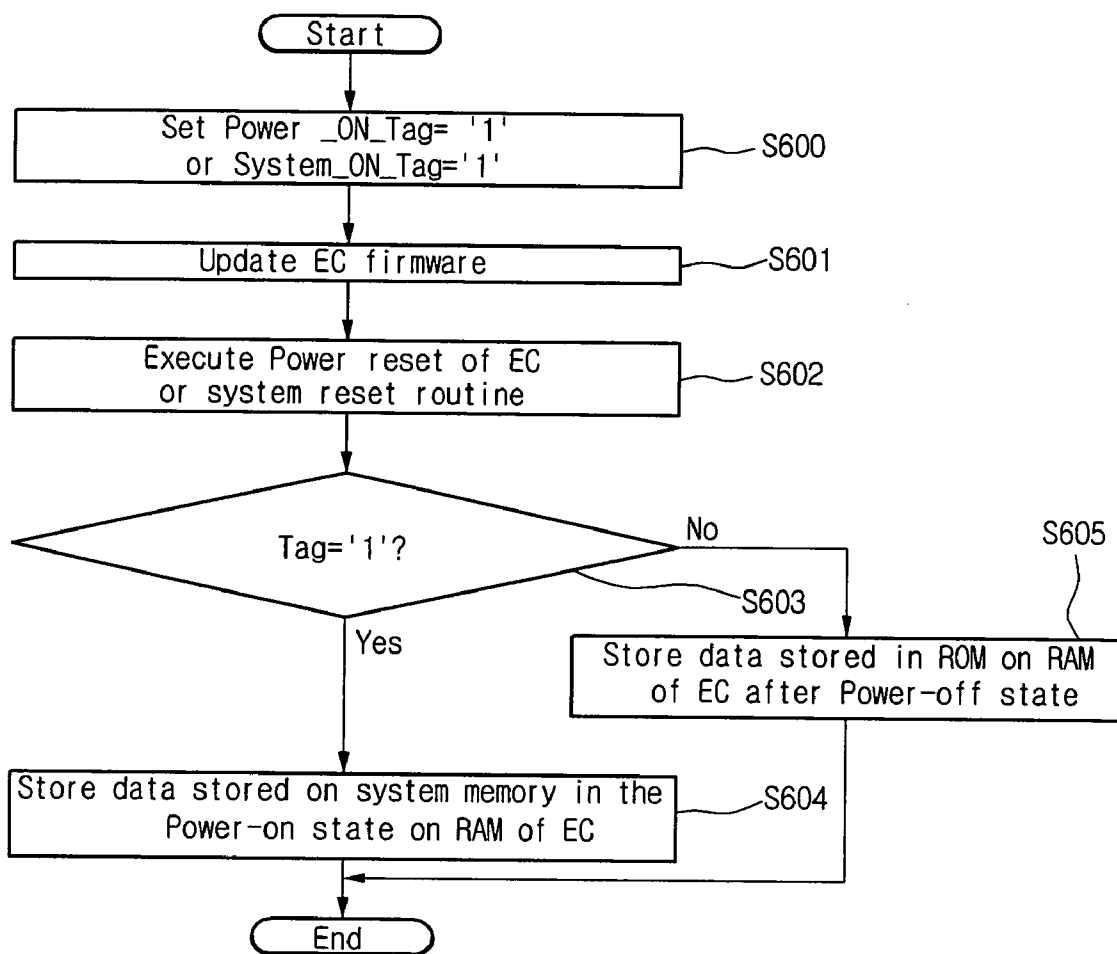 Start
Set Power _ON_Tag= '1'
or System_ON_Tag='1'
S600
Update EC firmware
S601
Execute Power reset of EC
or system reset routine
S602
Tag='1'?
No
S603
S605
Yes
Store data stored in ROM on RAM
of EC after Power-off state
Store data stored on system memory in the
Power-on state on RAM of EC
S604
End